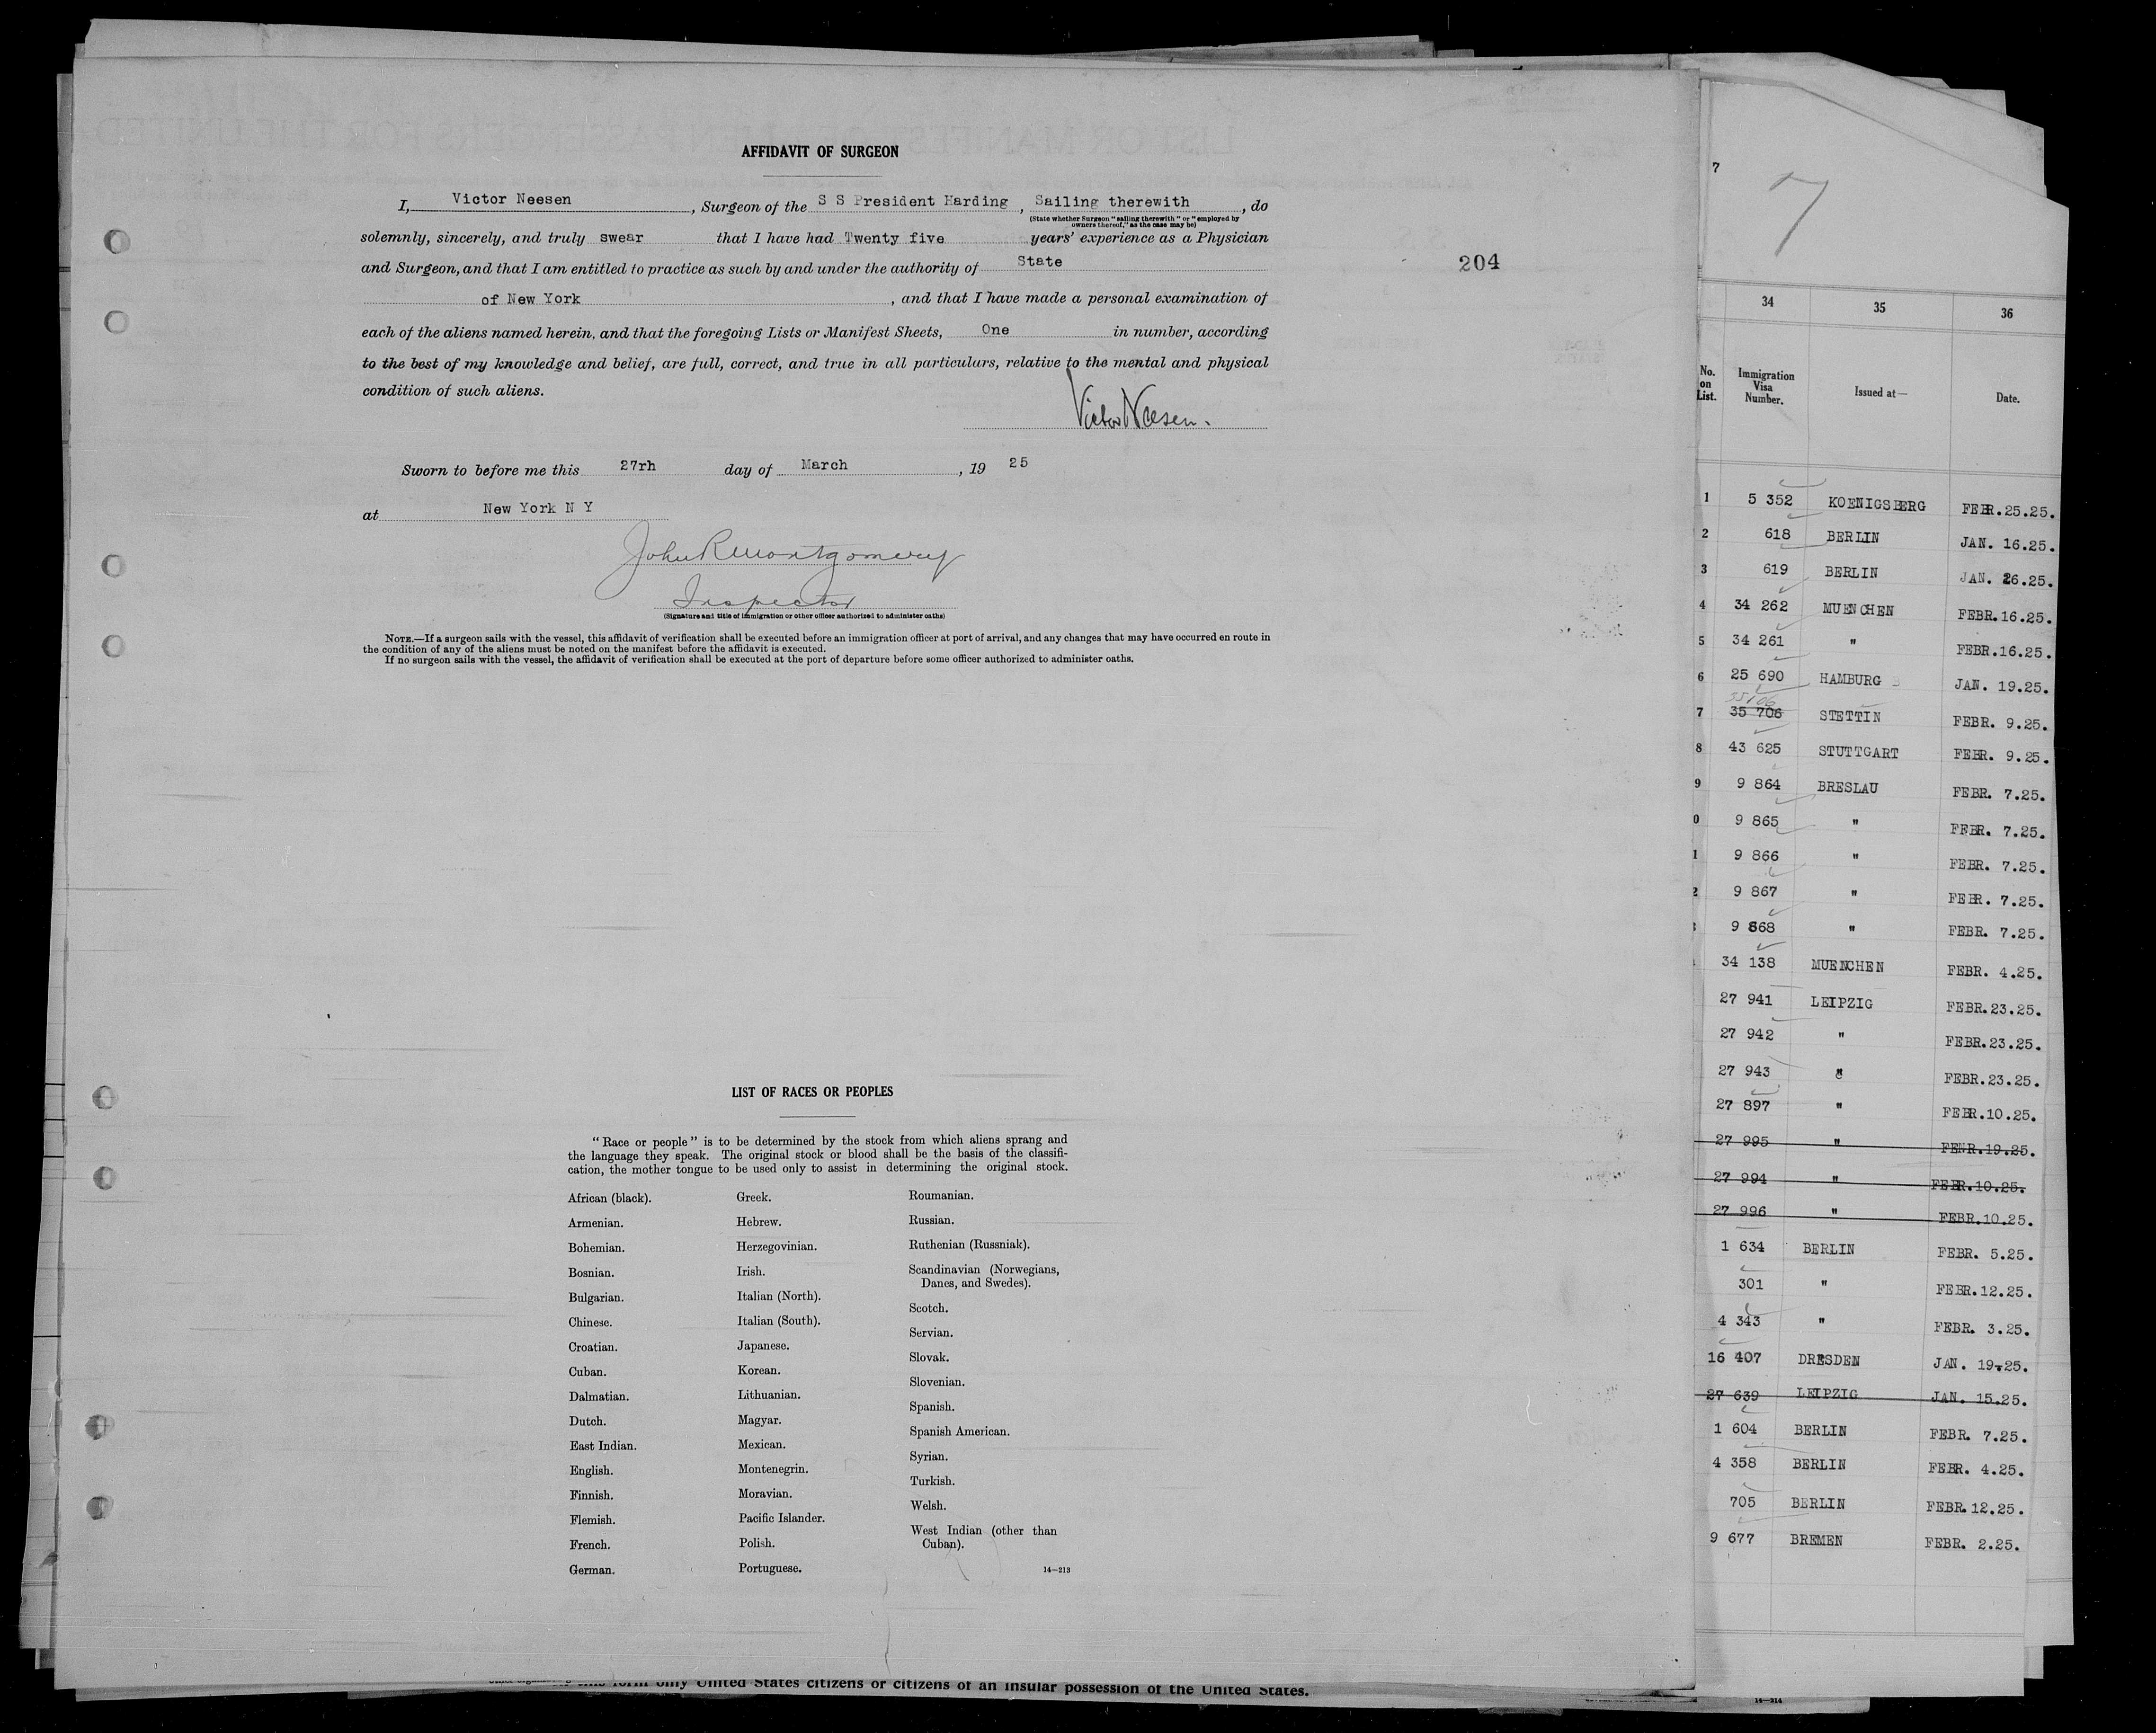 AFFIDAVIT OF SURGEON
I, Victor Neesen, Surgeon of the S S President Harding, Sailing therewith, do
(State whether Surgeon "sailing therewith" or "employed by
owners thereof," as the case may be)
solemnly, sincerely, and truly swear that I have had Twenty five years' experience as a Physician
and Surgeon, and that I am entitled to practice as such by and under the authority of State
of New York, and that I have made a personal examination of
each of the aliens named herein, and that the foregoing Lists or Manifest Sheets, One in number, according
to the best of my knowledge and belief, are full, correct, and true in all particulars, relative to the mental and physical
condition of such aliens.
Victor Neesen.
Sworn to before me this 27rh day of March, 19 25
at New York N Y
John R Montgomery
Inspector
(Signature and title of immigration or other officer authorized to administer oaths)
NOTE.—If a surgeon sails with the vessel, this affidavit of verification shall be executed before an immigration officer at port of arrival, and any changes that may have occurred en route in
the condition of any of the aliens must be noted on the manifest before the affidavit is executed.
If no surgeon sails with the vessel, the affidavit of verification shall be executed at the port of departure before some officer authorized to administer oaths.
204
LIST OF RACES OR PEOPLES
"Race or people" is to be determined by the stock from which aliens sprang and
the language they speak. The original stock or blood shall be the basis of the classifi-
cation, the mother tongue to be used only to assist in determining the original stock.
African (black).
Armenian.
Bohemian.
Bosnian.
Bulgarian.
Chinese.
Croatian.
Cuban.
Dalmatian.
Dutch.
East Indian.
English.
Finnish.
Flemish.
French.
German.
Greek.
Hebrew.
Herzegovinian.
Irish.
Italian (North).
Italian (South).
Japanese.
Korean.
Lithuanian.
Magyar.
Mexican.
Montenegrin.
Moravian.
Pacific Islander.
Polish.
Portuguese.
Roumanian.
Russian.
Ruthenian (Russniak).
Scandinavian (Norwegians,
Danes, and Swedes).
Scotch.
Servian.
Slovak.
Slovenian.
Spanish.
Spanish American.
Syrian.
Turkish.
Welsh.
West Indian (other than
Cuban).
14—213
this form only United States citizens or citizens of an insular possession of the United States.
7
7
34 35 36
No. on List. Immigration Visa Number. Issued at— Date.
1 5 352 KOENIGSBERG FEBR.25.25.
2 618 BERLIN JAN. 16.25.
3 619 BERLIN JAN. 26.25.
4 34 262 MUENCHEN FEBR.16.25.
5 34 261 " FEBR.16.25.
6 25 690 HAMBURG JAN. 19.25.
35106
7 35 706 STETTIN FEBR. 9.25.
8 43 625 STUTTGART FEBR. 9.25.
9 9 864 BRESLAU FEBR. 7.25.
0 9 865 " FEBR. 7.25.
1 9 866 " FEBR. 7.25.
2 9 867 " FEBR. 7.25.
9 868 " FEBR. 7.25.
34 138 MUENCHEN FEBR. 4.25.
27 941 LEIPZIG FEBR.23.25.
27 942 " FEBR.23.25.
27 943 " FEBR.23.25.
27 897 " FEBR.10.25.
27 995 " FENR.19.25.
27 994 " FEBR.10.25.
27 996 " FEBR.10.25.
1 634 BERLIN FEBR. 5.25.
301 " FEBR.12.25.
4 343 " FEBR. 3.25.
16 407 DRESDEN JAN. 19.25.
27 639 LEIPZIG JAN. 15.25.
1 604 BERLIN FEBR. 7.25.
4 358 BERLIN FEBR. 4.25.
705 BERLIN FEBR.12.25.
9 677 BREMEN FEBR. 2.25.
14—214